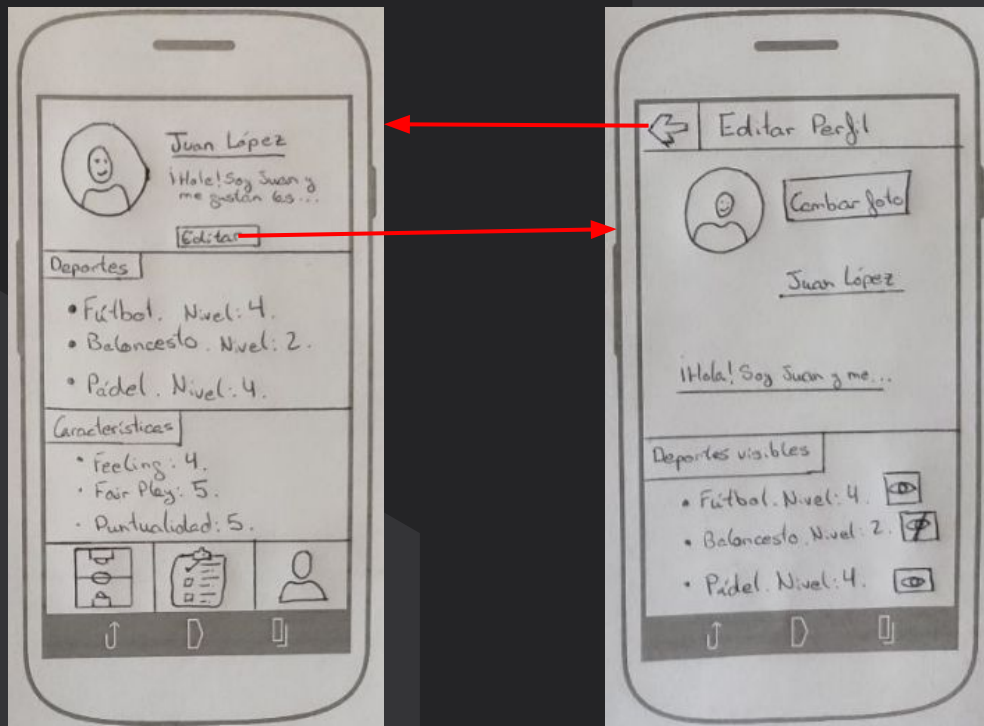 Juan López
¡Hola! Soy Juan y
me gustan las...
Editar
Deportes
• Fútbol. Nivel: 4.
• Baloncesto. Nivel: 2.
• Pádel. Nivel: 4.
Características
• Feeling: 4.
• Fair Play: 5.
• Puntualidad: 5.
Editar Perfil
Cambar foto
Juan López
¡Hola! Soy Juan y me...
Deportes visibles
• Fútbol. Nivel: 4.
• Baloncesto. Nivel: 2.
• Pádel. Nivel: 4.